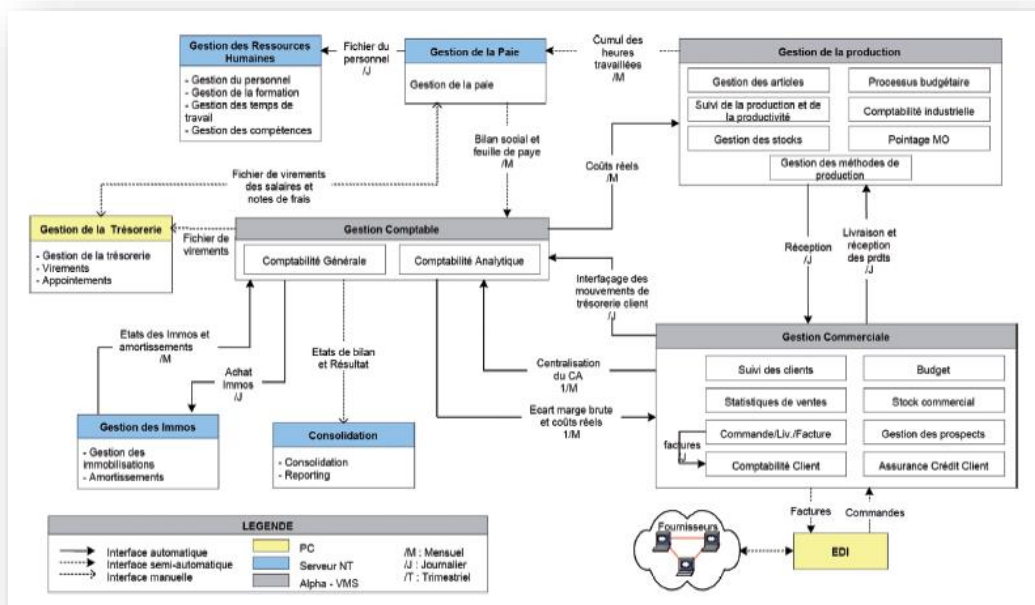 Gestion des Ressources
Humaines
- Gestion du personnel
- Gestion de la formation
- Gestion des temps de
travail
- Gestion des compétences
Fichier du
personnel
/J
Gestion de la Paie
Gestion de la paie
Cumul des
heures
travaillées
/M
Gestion de la production
Gestion des articles
Processus budgétaire
Suivi de la production et de
la productivité
Comptabilité industrielle
Gestion des stocks
Pointage MO
Gestion des méthodes de
production
Bilan social et
feuille de paye
/M
Coûts réels
/M
Fichier de virements
des salaires et
notes de frais
Gestion de la Trésorerie
- Gestion de la trésorerie
- Virements
- Appointements
Fichier de
virements
Gestion Comptable
Comptabilité Générale
Comptabilité Analytique
Réception
/J
Livraison et
réception
des prdts
/J
Interfaçage des
mouvements de
trésorerie client
/J
Etats des Immos et
amortissements
/M
Achat
Immos
/J
Etats de bilan
et Résultat
Centralisation
du CA
1/M
Ecart marge brute
et coûts réels
1/M
Gestion Commerciale
Suivi des clients
Budget
Statistiques de ventes
Stock commercial
Commande/Liv./Facture
Gestion des prospects
factures
/J
Comptabilité Client
Assurance Crédit Client
Gestion des Immos
- Gestion des
immobilisations
- Amortissements
Consolidation
- Consolidation
- Reporting
Factures
Commandes
Fournisseurs
EDI
LEGENDE
Interface automatique
Interface semi-automatique
Interface manuelle
PC
Serveur NT
Alpha - VMS
/M : Mensuel
/J : Journalier
/T : Trimestriel